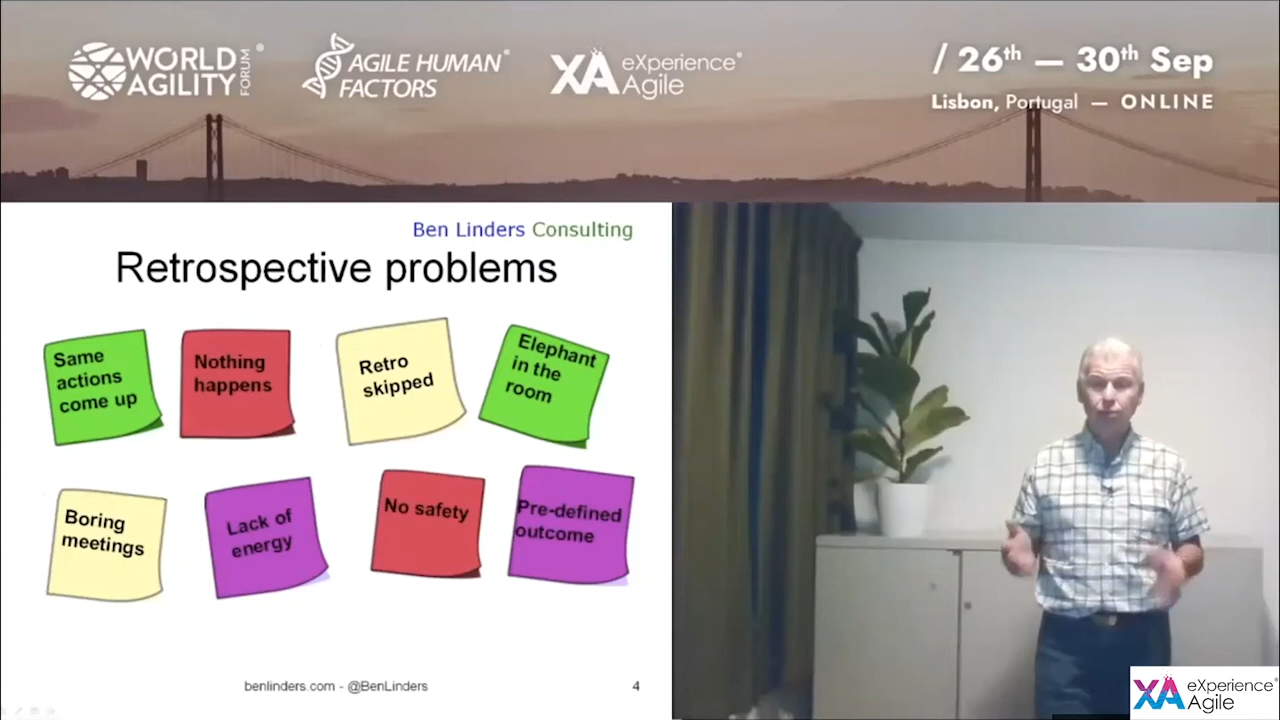 WORLD
AGILITY
FORUM
®
AGILE HUMAN®
FACTORS
XA eXperience®
Agile
/ 26th — 30th Sep
Lisbon, Portugal — ONLINE
Ben Linders Consulting
Retrospective problems
Same
actions
come up
Nothing
happens
Retro
skipped
Elephant
in the
room
Boring
meetings
Lack of
energy
No safety
Pre-defined
outcome
benlinders.com - @BenLinders
4
XA eXperience®
Agile